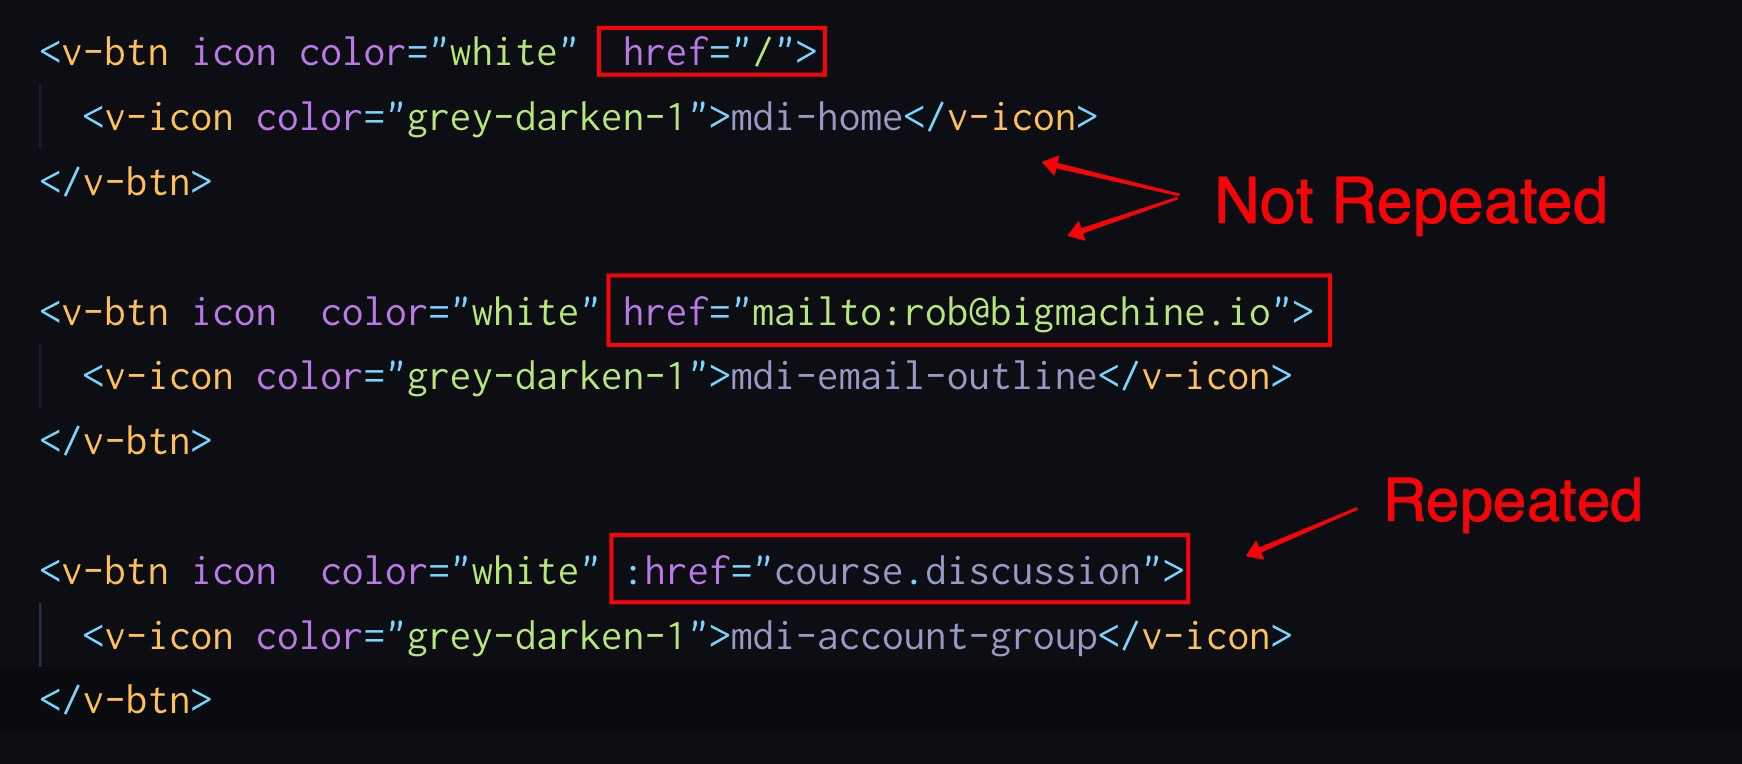 <v-btn icon color="white"  href="/">
  <v-icon color="grey-darken-1">mdi-home</v-icon>
</v-btn>
Not Repeated
<v-btn icon  color="white" href="mailto:rob@bigmachine.io">
  <v-icon color="grey-darken-1">mdi-email-outline</v-icon>
</v-btn>
Repeated
<v-btn icon  color="white" :href="course.discussion">
  <v-icon color="grey-darken-1">mdi-account-group</v-icon>
</v-btn>